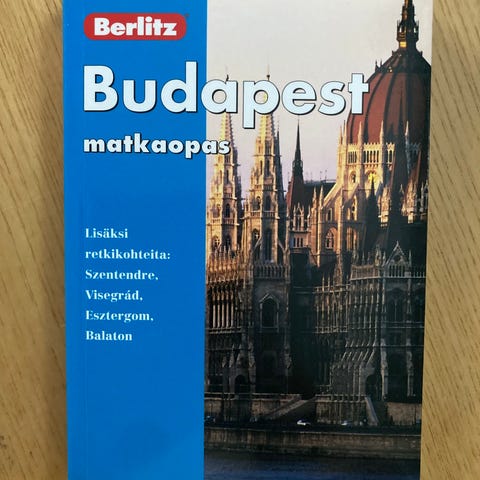 Berlitz
Budapest
matkaopas
Lisäksi
retkikohteita:
Szentendre,
Visegrád,
Esztergom,
Balaton